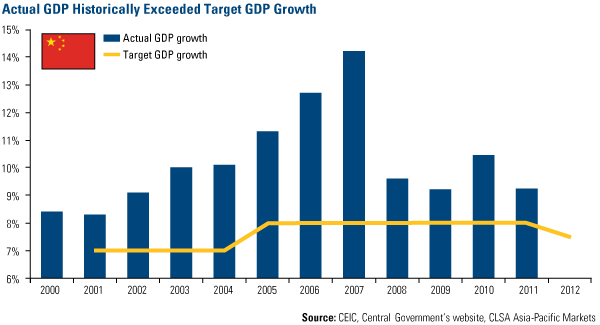 Actual GDP Historically Exceeded Target GDP Growth
15%
14%
13%
12%
11%
10%
9%
8%
7%
6%
Actual GDP growth
Target GDP growth
2000 2001 2002 2003 2004 2005 2006 2007 2008 2009 2010 2011 2012
Source: CEIC, Central Government's website, CLSA Asia-Pacific Markets